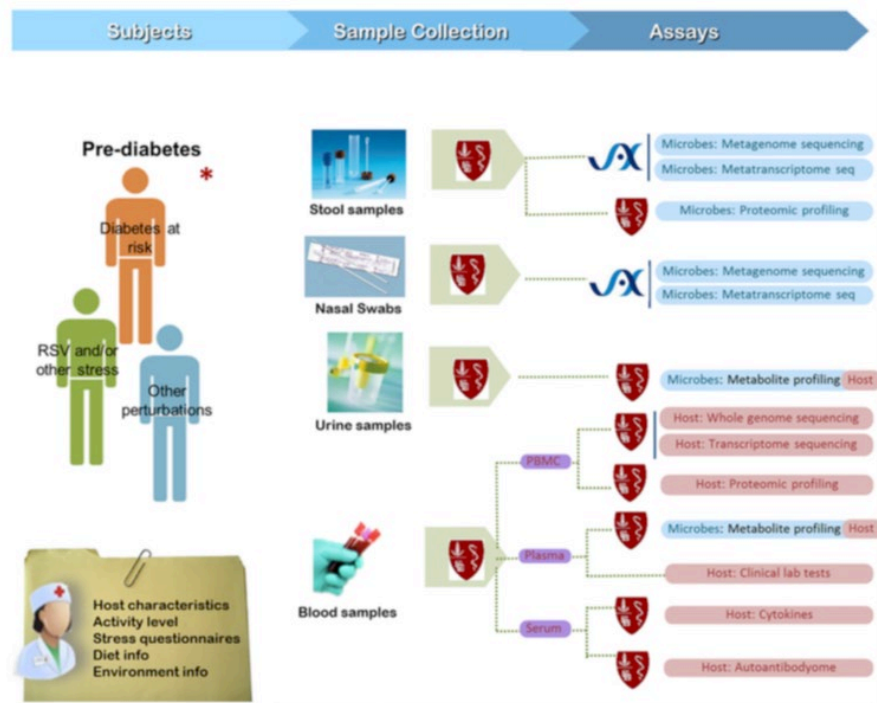 Subjects
Sample Collection
Assays
Pre-diabetes
*
Diabetes at
risk
RSV and/or
other stress
Other
perturbations
Host characteristics
Activity level
Stress questionnaires
Diet info
Environment info
Stool samples
Nasal Swabs
Urine samples
Blood samples
PBMC
Plasma
Serum
JAX
Microbes: Metagenome sequencing
Microbes: Metatranscriptome seq
Microbes: Proteomic profiling
JAX
Microbes: Metagenome sequencing
Microbes: Metatranscriptome seq
Microbes: Metabolite profiling Host
Host: Whole genome sequencing
Host: Transcriptome sequencing
Host: Proteomic profiling
Microbes: Metabolite profiling Host
Host: Clinical lab tests
Host: Cytokines
Host: Autoantibodyome